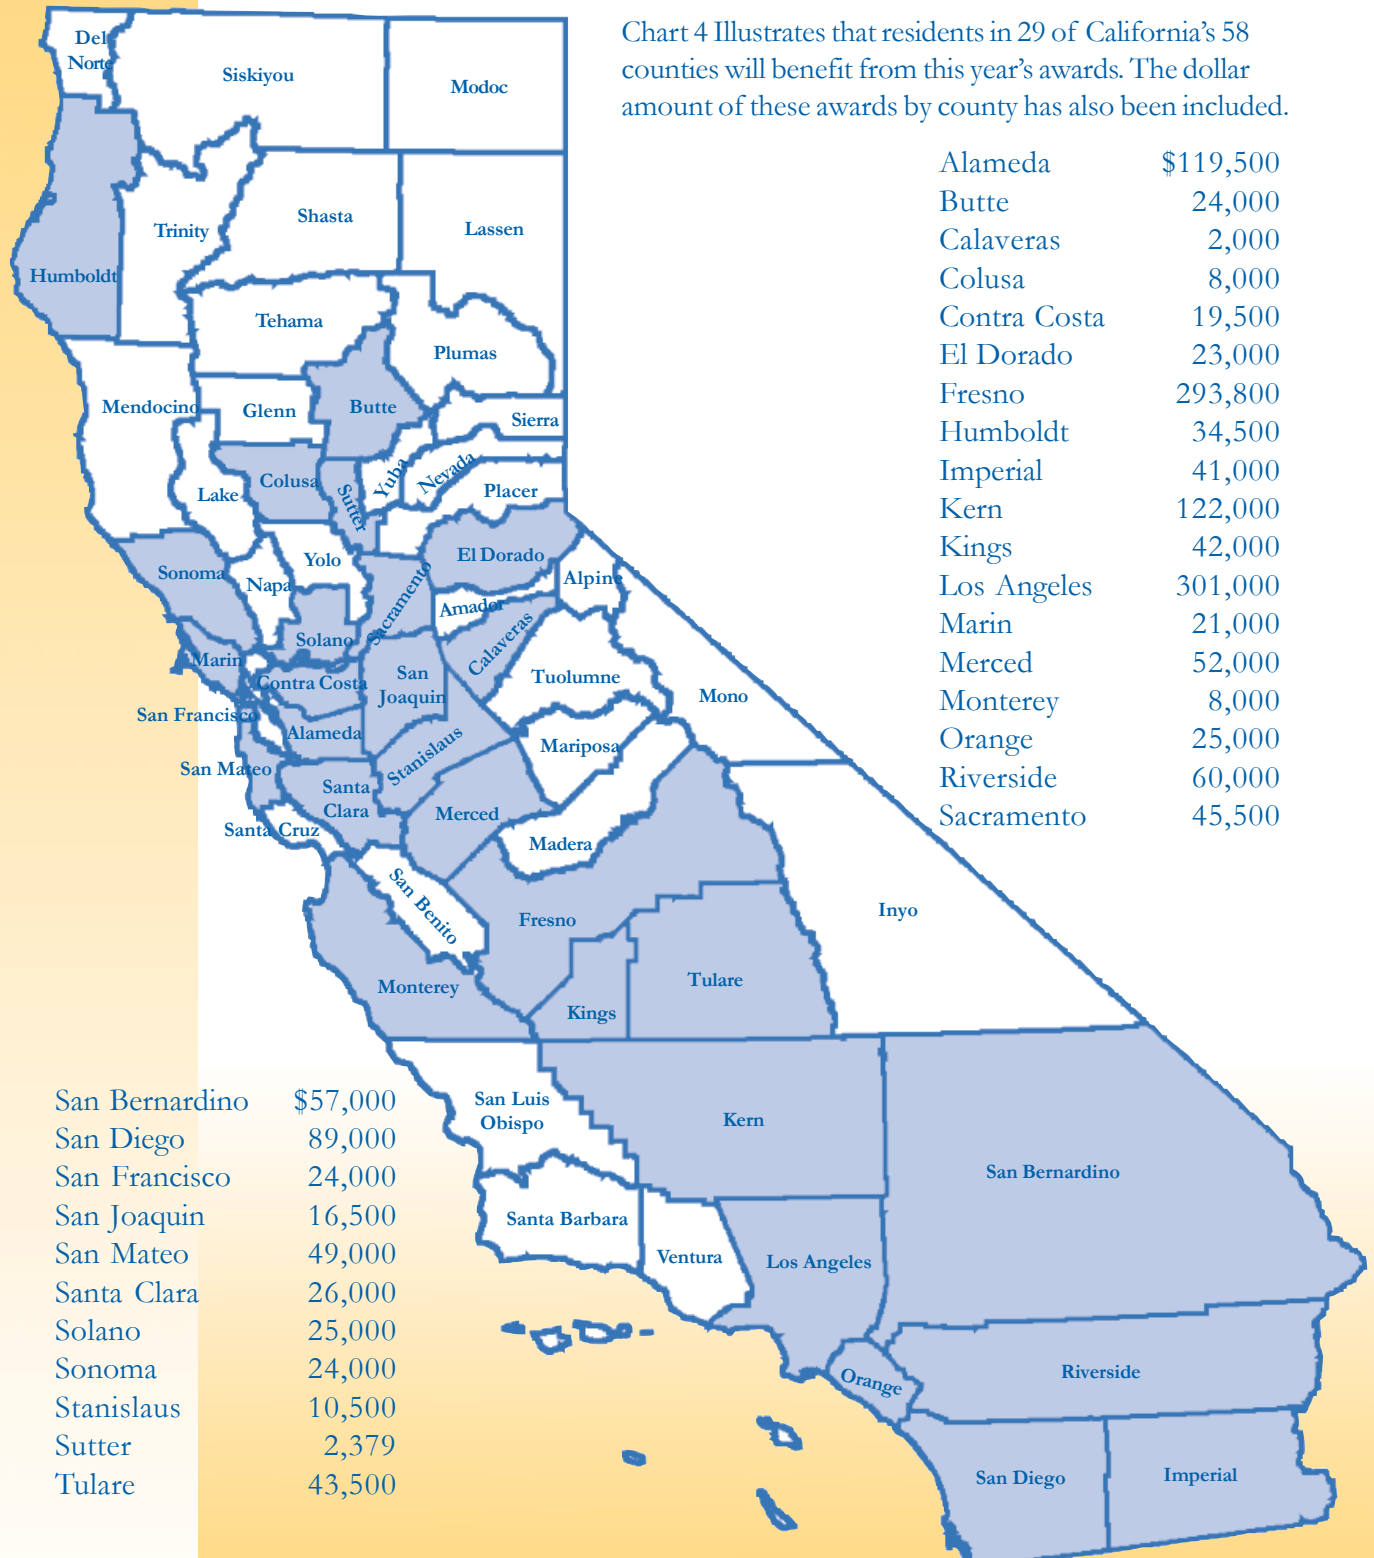 Chart 4 Illustrates that residents in 29 of California's 58
counties will benefit from this year's awards. The dollar
amount of these awards by county has also been included.
Alameda $119,500
Butte 24,000
Calaveras 2,000
Colusa 8,000
Contra Costa 19,500
El Dorado 23,000
Fresno 293,800
Humboldt 34,500
Imperial 41,000
Kern 122,000
Kings 42,000
Los Angeles 301,000
Marin 21,000
Merced 52,000
Monterey 8,000
Orange 25,000
Riverside 60,000
Sacramento 45,500
San Bernardino $57,000
San Diego 89,000
San Francisco 24,000
San Joaquin 16,500
San Mateo 49,000
Santa Clara 26,000
Solano 25,000
Sonoma 24,000
Stanislaus 10,500
Sutter 2,379
Tulare 43,500
Del
Norte
Siskiyou
Modoc
Trinity
Shasta
Lassen
Humboldt
Tehama
Plumas
Mendocino
Glenn
Butte
Sierra
Lake
Colusa
Sutter
Yuba
Nevada
Placer
Sonoma
Napa
Yolo
Sacramento
El Dorado
Alpine
Amador
Calaveras
Solano
Marin
Contra Costa
San
Joaquin
Tuolumne
Mono
San Francisco
Alameda
Stanislaus
Mariposa
San Mateo
Santa
Clara
Merced
Santa Cruz
Madera
San Benito
Fresno
Inyo
Monterey
Kings
Tulare
San Luis
Obispo
Kern
San Bernardino
Santa Barbara
Ventura
Los Angeles
Orange
Riverside
San Diego
Imperial